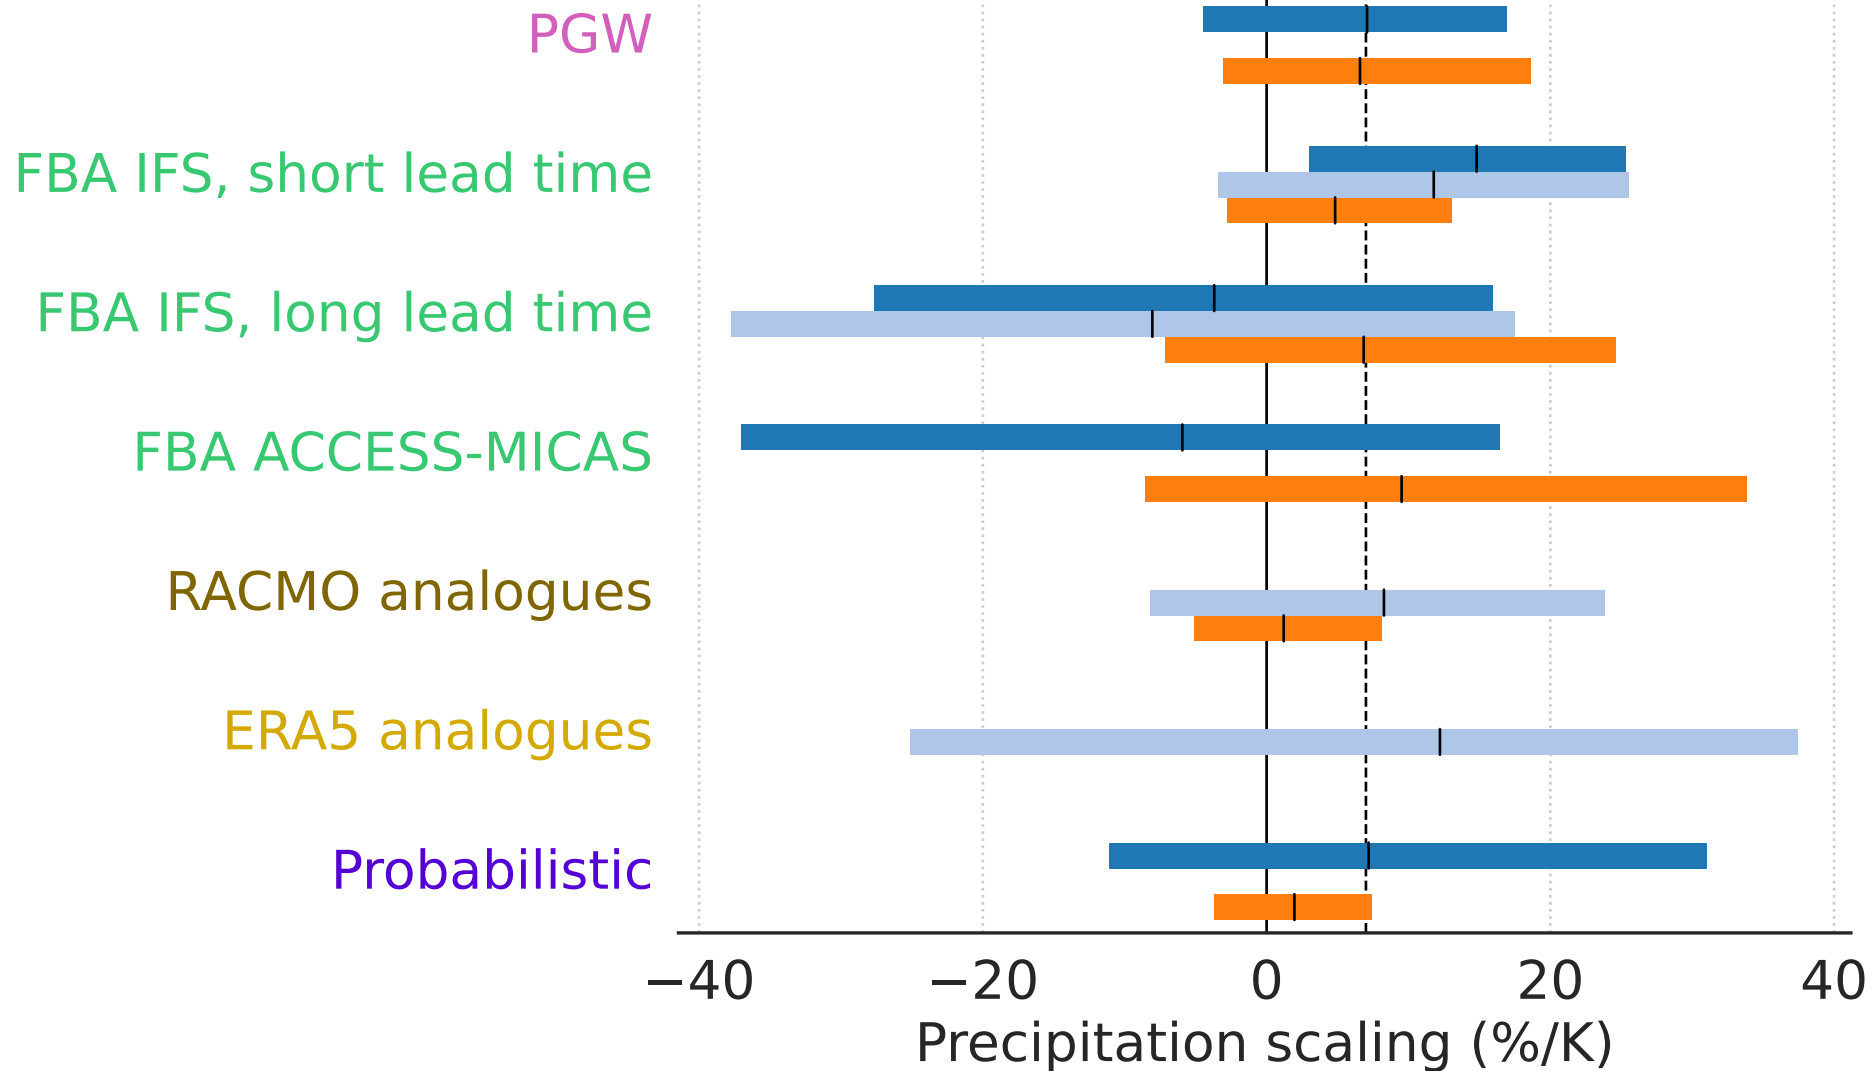 PGW
FBA IFS, short lead time
FBA IFS, long lead time
FBA ACCESS-MICAS
RACMO analogues
ERA5 analogues
Probabilistic
−40 −20 0 20 40
Precipitation scaling (%/K)